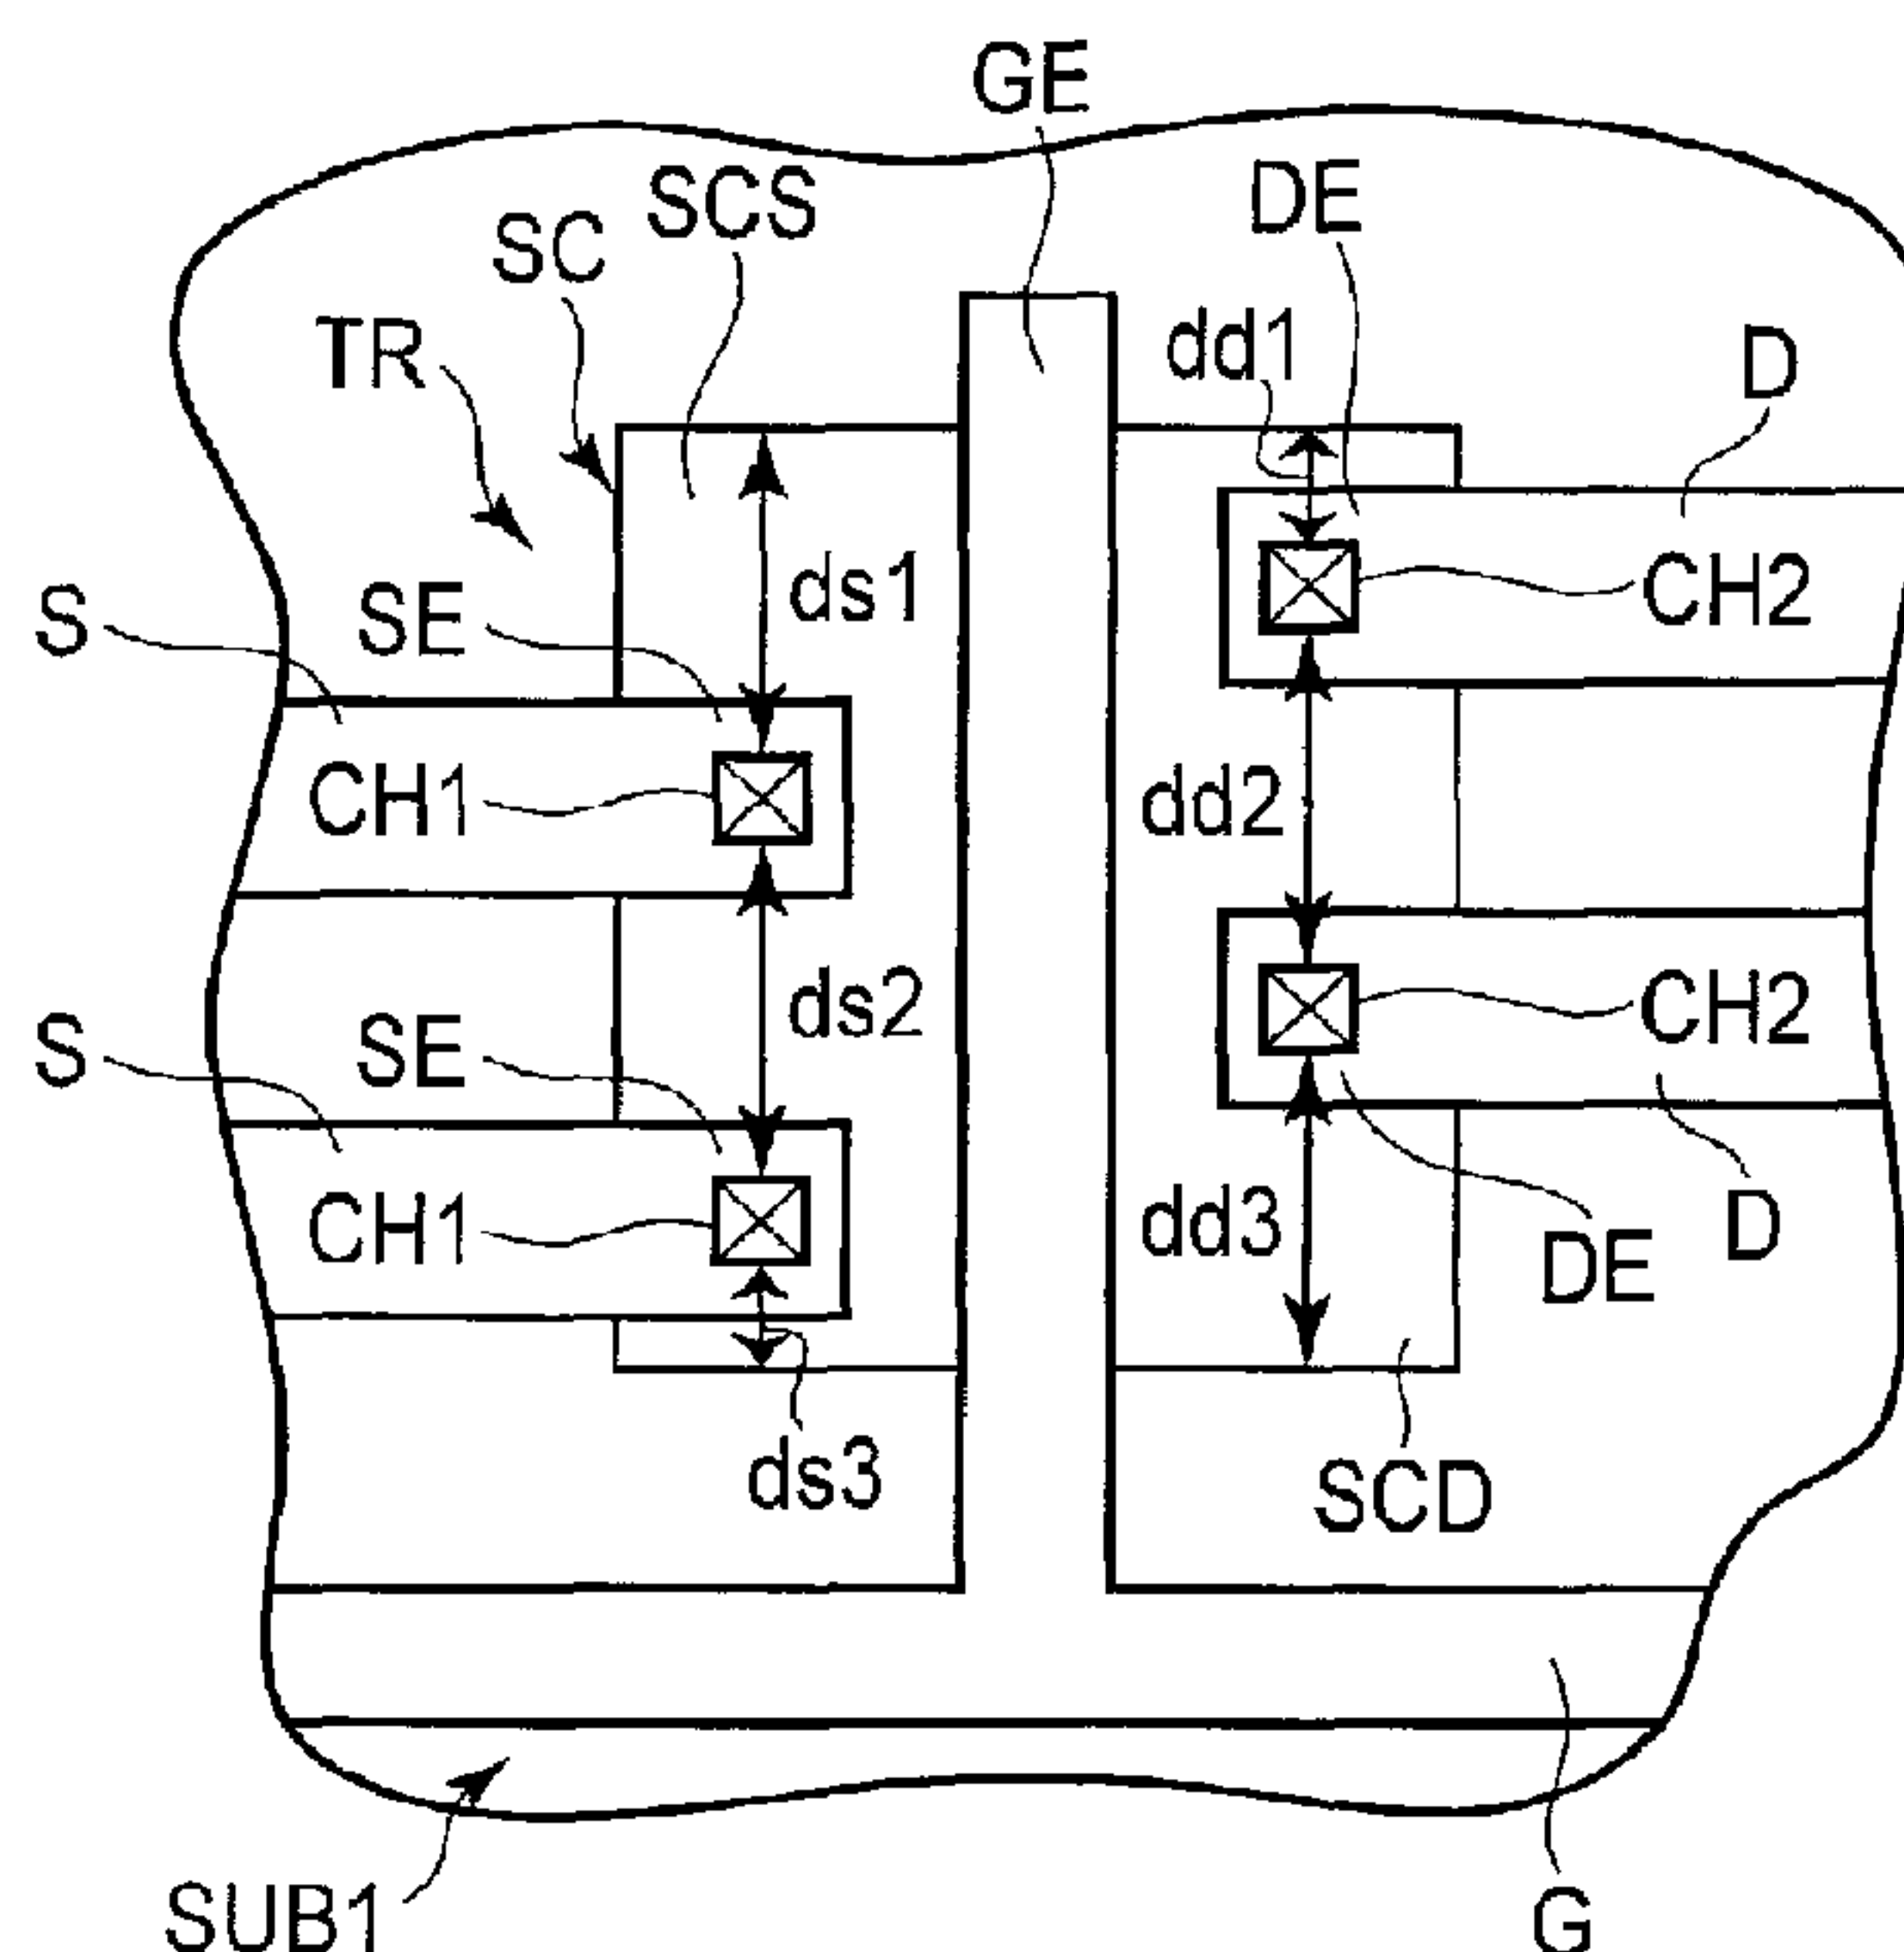 GE
SCS
DE
SC
TR
dd1
D
S
SE
ds1
CH2
CH1
dd2
S
SE
ds2
CH2
CH1
dd3
DE
D
ds3
SCD
SUB1
G